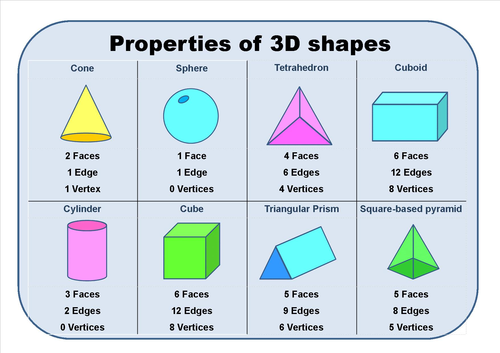 Properties of 3D shapes
Cone
2 Faces
1 Edge
1 Vertex
Sphere
1 Face
1 Edge
0 Vertices
Tetrahedron
4 Faces
6 Edges
4 Vertices
Cuboid
6 Faces
12 Edges
8 Vertices
Cylinder
3 Faces
2 Edges
0 Vertices
Cube
6 Faces
12 Edges
8 Vertices
Triangular Prism
5 Faces
9 Edges
6 Vertices
Square-based pyramid
5 Faces
8 Edges
5 Vertices